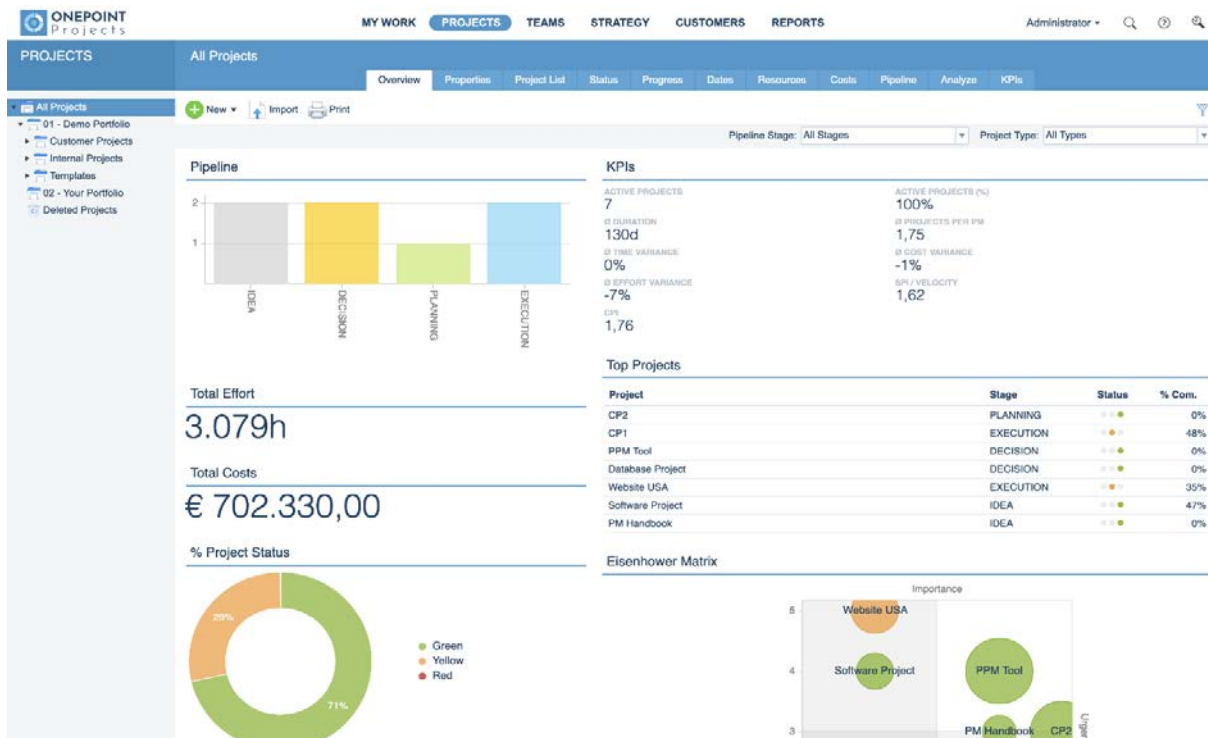 ONEPOINT
Projects
MY WORK PROJECTS TEAMS STRATEGY CUSTOMERS REPORTS
Administrator
PROJECTS
All Projects
Overview Properties Project List Status Progress Dates Resources Costs Pipeline Analyze KPIs
All Projects
01 - Demo Portfolio
Customer Projects
Internal Projects
Templates
02 - Your Portfolio
Deleted Projects
New Import Print
Pipeline Stage: All Stages Project Type: All Types
Pipeline
2
1
IDEA
DECISION
PLANNING
EXECUTION
Total Effort
3.079h
Total Costs
€ 702.330,00
% Project Status
29%
71%
Green
Yellow
Red
KPIs
ACTIVE PROJECTS ACTIVE PROJECTS (%)
7 100%
Ø DURATION Ø PROJECTS PER PM
130d 1,75
Ø TIME VARIANCE Ø COST VARIANCE
0% -1%
Ø EFFORT VARIANCE SPI / VELOCITY
-7% 1,62
CPI
1,76
Top Projects
Project Stage Status % Com.
CP2 PLANNING 0%
CP1 EXECUTION 48%
PPM Tool DECISION 0%
Database Project DECISION 0%
Website USA EXECUTION 35%
Software Project IDEA 47%
PM Handbook IDEA 0%
Eisenhower Matrix
Importance
5 Website USA
4 Software Project PPM Tool
3 PM Handbook CP2